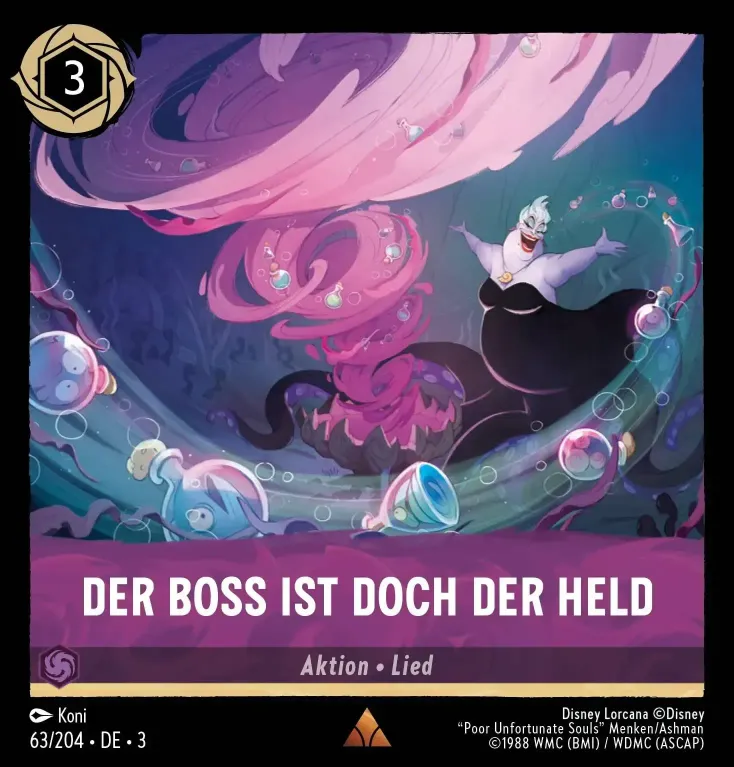 3
DER BOSS IST DOCH DER HELD
Aktion • Lied
Koni
63/204 • DE • 3
Disney Lorcana ©Disney
“Poor Unfortunate Souls” Menken/Ashman
©1988 WMC (BMI) / WDMC (ASCAP)